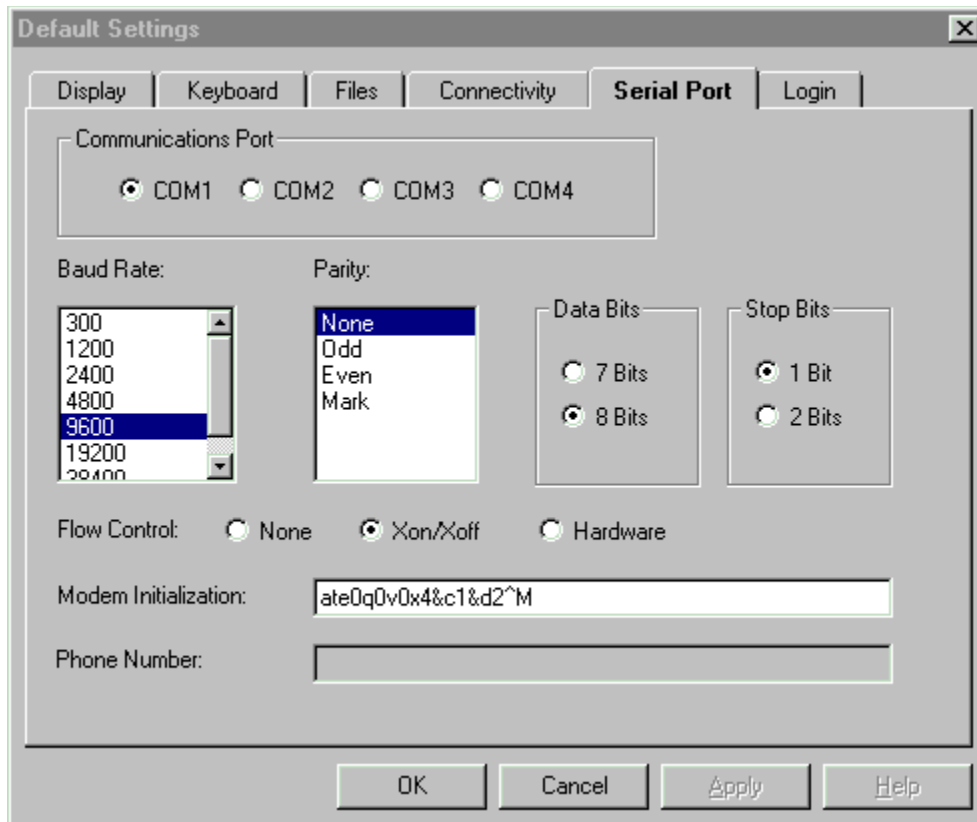 Default Settings
Display Keyboard Files Connectivity Serial Port Login
Communications Port
COM1 COM2 COM3 COM4
Baud Rate: Parity:
300
1200
2400
4800
9600
19200
38400
None
Odd
Even
Mark
Data Bits
7 Bits
8 Bits
Stop Bits
1 Bit
2 Bits
Flow Control: None Xon/Xoff Hardware
Modem Initialization: ate0q0v0x4&c1&d2^M
Phone Number:
OK Cancel Apply Help